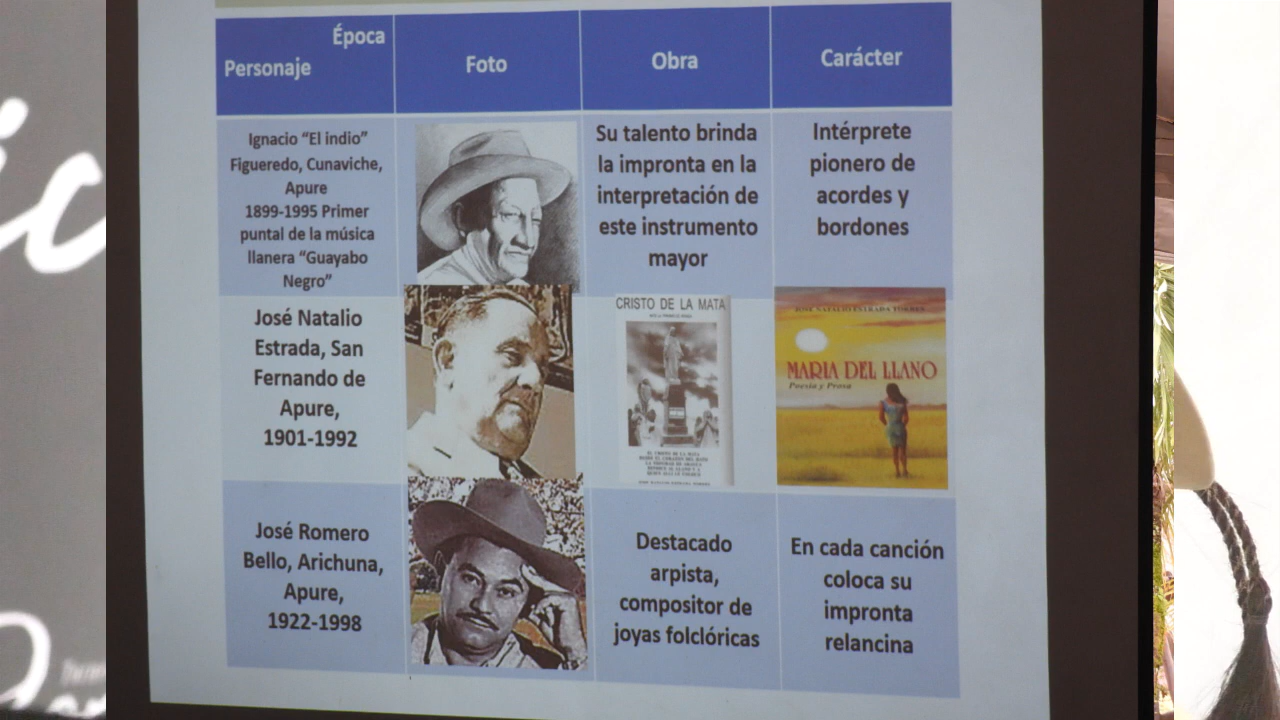 Época
Personaje
Foto
Obra
Carácter
Ignacio “El indio”
Figueredo, Cunaviche,
Apure
1899-1995 Primer
puntal de la música
llanera “Guayabo
Negro”
Su talento brinda
la impronta en la
interpretación de
este instrumento
mayor
Intérprete
pionero de
acordes y
bordones
José Natalio
Estrada, San
Fernando de
Apure,
1901-1992
CRISTO DE LA MATA
JOSE NATALIO ESTRADA TORRES
MARIA DEL LLANO
Poesía y Prosa
José Romero
Bello, Arichuna,
Apure,
1922-1998
Destacado
arpista,
compositor de
joyas folclóricas
En cada canción
coloca su
impronta
relancina